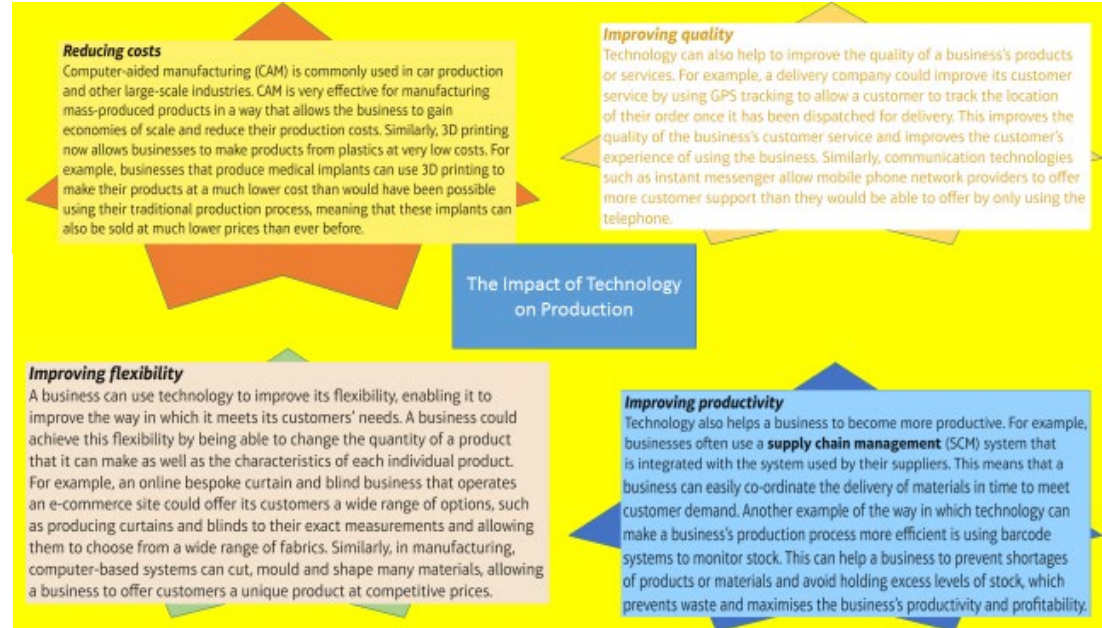 Reducing costs
Computer-aided manufacturing (CAM) is commonly used in car production
and other large-scale industries. CAM is very effective for manufacturing
mass-produced products in a way that allows the business to gain
economies of scale and reduce their production costs. Similarly, 3D printing
now allows businesses to make products from plastics at very low costs. For
example, businesses that produce medical implants can use 3D printing to
make their products at a much lower cost than would have been possible
using their traditional production process, meaning that these implants can
also be sold at much lower prices than ever before.
Improving quality
Technology can also help to improve the quality of a business's products
or services. For example, a delivery company could improve its customer
service by using GPS tracking to allow a customer to track the location
of their order once it has been dispatched for delivery. This improves the
quality of the business's customer service and improves the customer's
experience of using the business. Similarly, communication technologies
such as instant messenger allow mobile phone network providers to offer
more customer support than they would be able to offer by only using the
telephone.
The Impact of Technology
on Production
Improving flexibility
A business can use technology to improve its flexibility, enabling it to
improve the way in which it meets its customers' needs. A business could
achieve this flexibility by being able to change the quantity of a product
that it can make as well as the characteristics of each individual product.
For example, an online bespoke curtain and blind business that operates
an e-commerce site could offer its customers a wide range of options, such
as producing curtains and blinds to their exact measurements and allowing
them to choose from a wide range of fabrics. Similarly, in manufacturing,
computer-based systems can cut, mould and shape many materials, allowing
a business to offer customers a unique product at competitive prices.
Improving productivity
Technology also helps a business to become more productive. For example,
businesses often use a supply chain management (SCM) system that
is integrated with the system used by their suppliers. This means that a
business can easily co-ordinate the delivery of materials in time to meet
customer demand. Another example of the way in which technology can
make a business's production process more efficient is using barcode
systems to monitor stock. This can help a business to prevent shortages
of products or materials and avoid holding excess levels of stock, which
prevents waste and maximises the business's productivity and profitability.